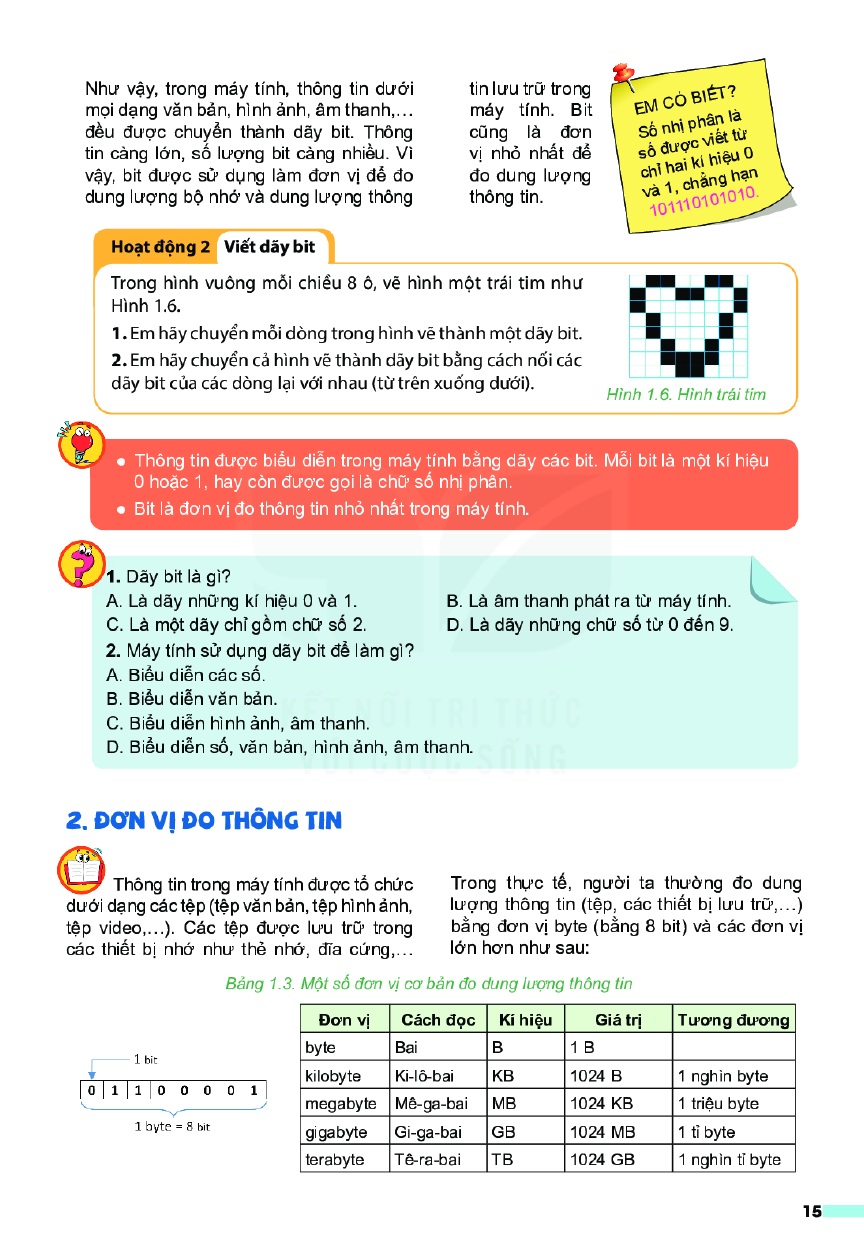 Như vậy, trong máy tính, thông tin dưới
mọi dạng văn bản, hình ảnh, âm thanh,…
đều được chuyển thành dãy bit. Thông
tin càng lớn, số lượng bit càng nhiều. Vì
vậy, bit được sử dụng làm đơn vị để đo
dung lượng bộ nhớ và dung lượng thông
tin lưu trữ trong
máy tính. Bit
cũng là đơn
vị nhỏ nhất để
đo dung lượng
thông tin.
EM CÓ BIẾT?
Số nhị phân là
số được viết từ
chỉ hai kí hiệu 0
và 1, chẳng hạn
101110101010.
Hoạt động 2 Viết dãy bit
Trong hình vuông mỗi chiều 8 ô, vẽ hình một trái tim như
Hình 1.6.
1. Em hãy chuyển mỗi dòng trong hình vẽ thành một dãy bit.
2. Em hãy chuyển cả hình vẽ thành dãy bit bằng cách nối các
dãy bit của các dòng lại với nhau (từ trên xuống dưới).
Hình 1.6. Hình trái tim
• Thông tin được biểu diễn trong máy tính bằng dãy các bit. Mỗi bit là một kí hiệu
0 hoặc 1, hay còn được gọi là chữ số nhị phân.
• Bit là đơn vị đo thông tin nhỏ nhất trong máy tính.
1. Dãy bit là gì?
A. Là dãy những kí hiệu 0 và 1. B. Là âm thanh phát ra từ máy tính.
C. Là một dãy chỉ gồm chữ số 2. D. Là dãy những chữ số từ 0 đến 9.
2. Máy tính sử dụng dãy bit để làm gì?
A. Biểu diễn các số.
B. Biểu diễn văn bản.
C. Biểu diễn hình ảnh, âm thanh.
D. Biểu diễn số, văn bản, hình ảnh, âm thanh.
KẾT NỐI TRI THỨC
VỚI CUỘC SỐNG
2. ĐƠN VỊ ĐO THÔNG TIN
Thông tin trong máy tính được tổ chức
dưới dạng các tệp (tệp văn bản, tệp hình ảnh,
tệp video,…). Các tệp được lưu trữ trong
các thiết bị nhớ như thẻ nhớ, đĩa cứng,…
Trong thực tế, người ta thường đo dung
lượng thông tin (tệp, các thiết bị lưu trữ,…)
bằng đơn vị byte (bằng 8 bit) và các đơn vị
lớn hơn như sau:
Bảng 1.3. Một số đơn vị cơ bản đo dung lượng thông tin
1 bit
0 1 1 0 0 0 0 1
1 byte = 8 bit
Đơn vị Cách đọc Kí hiệu Giá trị Tương đương
byte Bai B 1 B
kilobyte Ki-lô-bai KB 1024 B 1 nghìn byte
megabyte Mê-ga-bai MB 1024 KB 1 triệu byte
gigabyte Gi-ga-bai GB 1024 MB 1 tỉ byte
terabyte Tê-ra-bai TB 1024 GB 1 nghìn tỉ byte
15